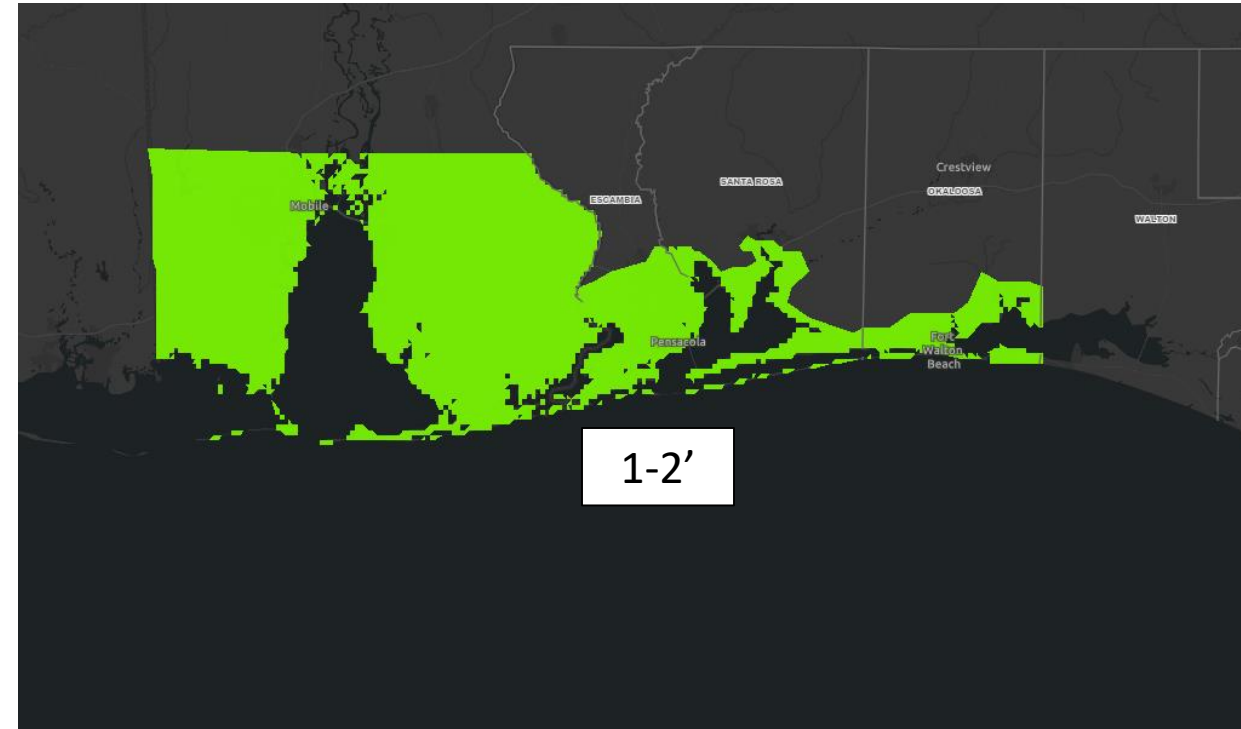 Crestview
SANTA ROSA
OKALOOSA
ESCAMBIA
Mobile
WALTON
Pensacola
Fort
Walton
Beach
1-2’